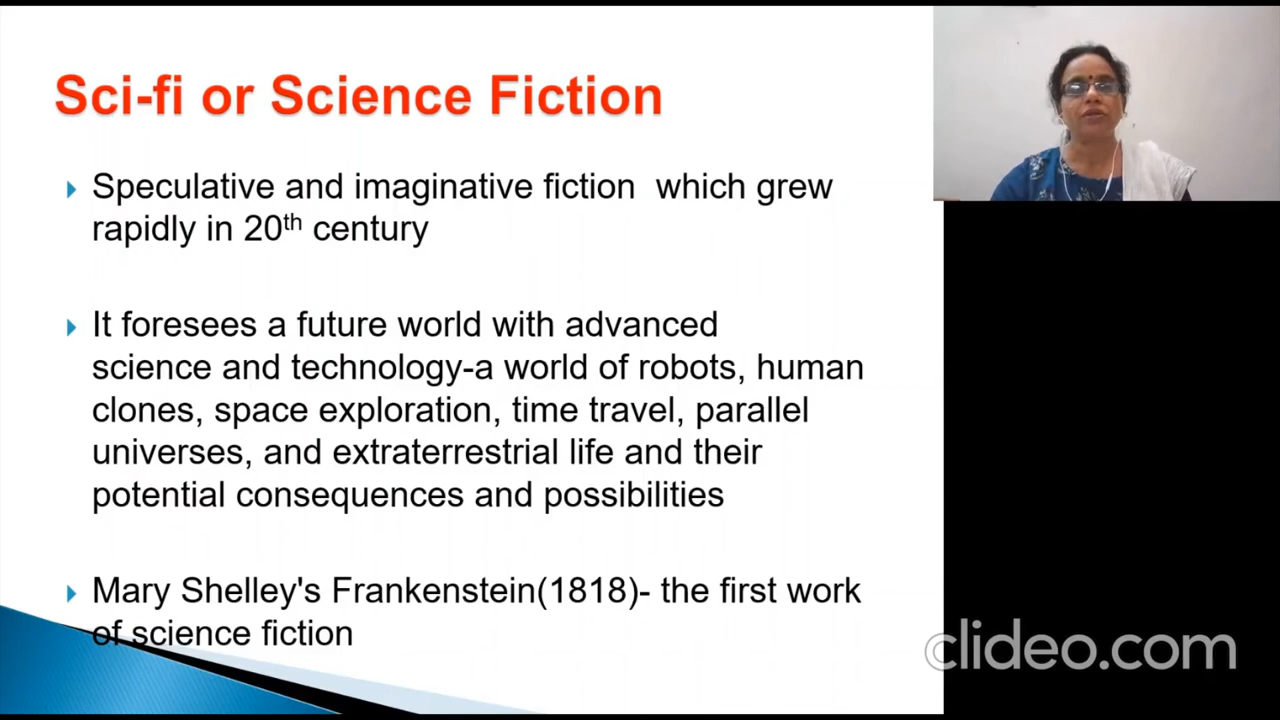 Sci-fi or Science Fiction
Speculative and imaginative fiction  which grew
rapidly in 20th century
It foresees a future world with advanced
science and technology-a world of robots, human
clones, space exploration, time travel, parallel
universes, and extraterrestrial life and their
potential consequences and possibilities
Mary Shelley's Frankenstein(1818)- the first work
of science fiction
clideo.com